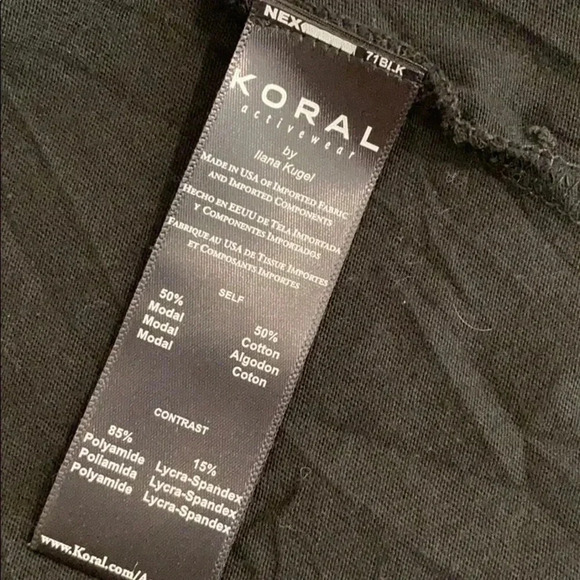 NEX
71BLK
KORAL
activewear
by
Ilana Kugel
MADE IN USA OF IMPORTED FABRIC
AND IMPORTED COMPONENTS
HECHO EN EEUU DE TELA IMPORTADA
Y COMPONENTES IMPORTADOS
FABRIQUE AU USA DE TISSUE IMPORTES
ET COMPOSANTS IMPORTES
SELF
50% 50%
Modal Cotton
Modal Algodon
Modal Coton
CONTRAST
85% 15%
Polyamide Lycra-Spandex
Poliamida Lycra-Spandex
Polyamide Lycra-Spandex
www.Koral.com/A